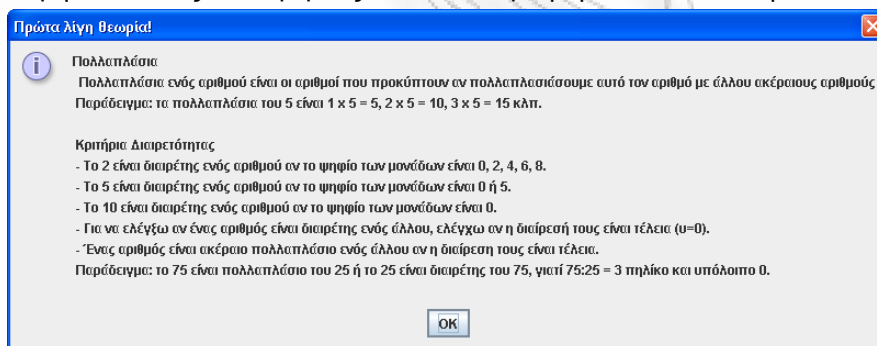 Πρώτα λίγη θεωρία!
Πολλαπλάσια
Πολλαπλάσια ενός αριθμού είναι οι αριθμοί που προκύπτουν αν πολλαπλασιάσουμε αυτό τον αριθμό με άλλου ακέραιους αριθμούς
Παράδειγμα: τα πολλαπλάσια του 5 είναι 1 x 5 = 5, 2 x 5 = 10, 3 x 5 = 15 κλπ.
Κριτήρια Διαιρετότητας
- Το 2 είναι διαιρέτης ενός αριθμού αν το ψηφίο των μονάδων είναι 0, 2, 4, 6, 8.
- Το 5 είναι διαιρέτης ενός αριθμού αν το ψηφίο των μονάδων είναι 0 ή 5.
- Το 10 είναι διαιρέτης ενός αριθμού αν το ψηφίο των μονάδων είναι 0.
- Για να ελέγξω αν ένας αριθμός είναι διαιρέτης ενός άλλου, ελέγχω αν η διαίρεσή τους είναι τέλεια (υ=0).
- Ένας αριθμός είναι ακέραιο πολλαπλάσιο ενός άλλου αν η διαίρεση τους είναι τέλεια.
Παράδειγμα: το 75 είναι πολλαπλάσιο του 25 ή το 25 είναι διαιρέτης του 75, γιατί 75:25 = 3 πηλίκο και υπόλοιπο 0.
OK